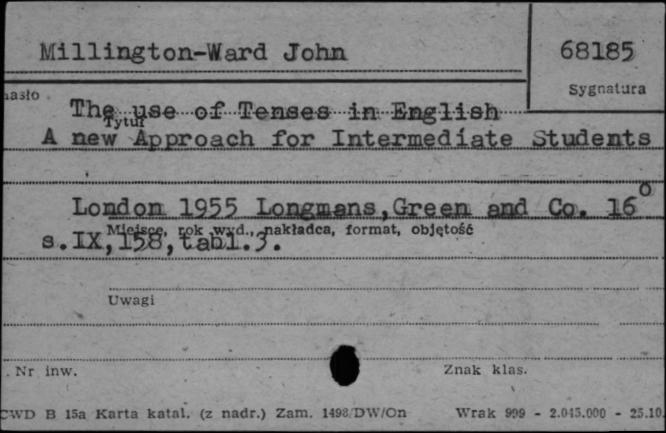 Millington-Ward John
68185
Sygnatura
hasło
The use of Tenses in English
Tytuł
A new Approach for Intermediate Students
London 1955 Longmans,Green and Co. 16°
Miejsce, rok wyd., nakładca, format, objętość
s.IX,158,tabl.3.
Uwagi
Nr inw.
Znak klas.
CWD B 15a Karta katal. (z nadr.) Zam. 1498/DW/On Wrak 999 - 2.045.000 - 25.10.